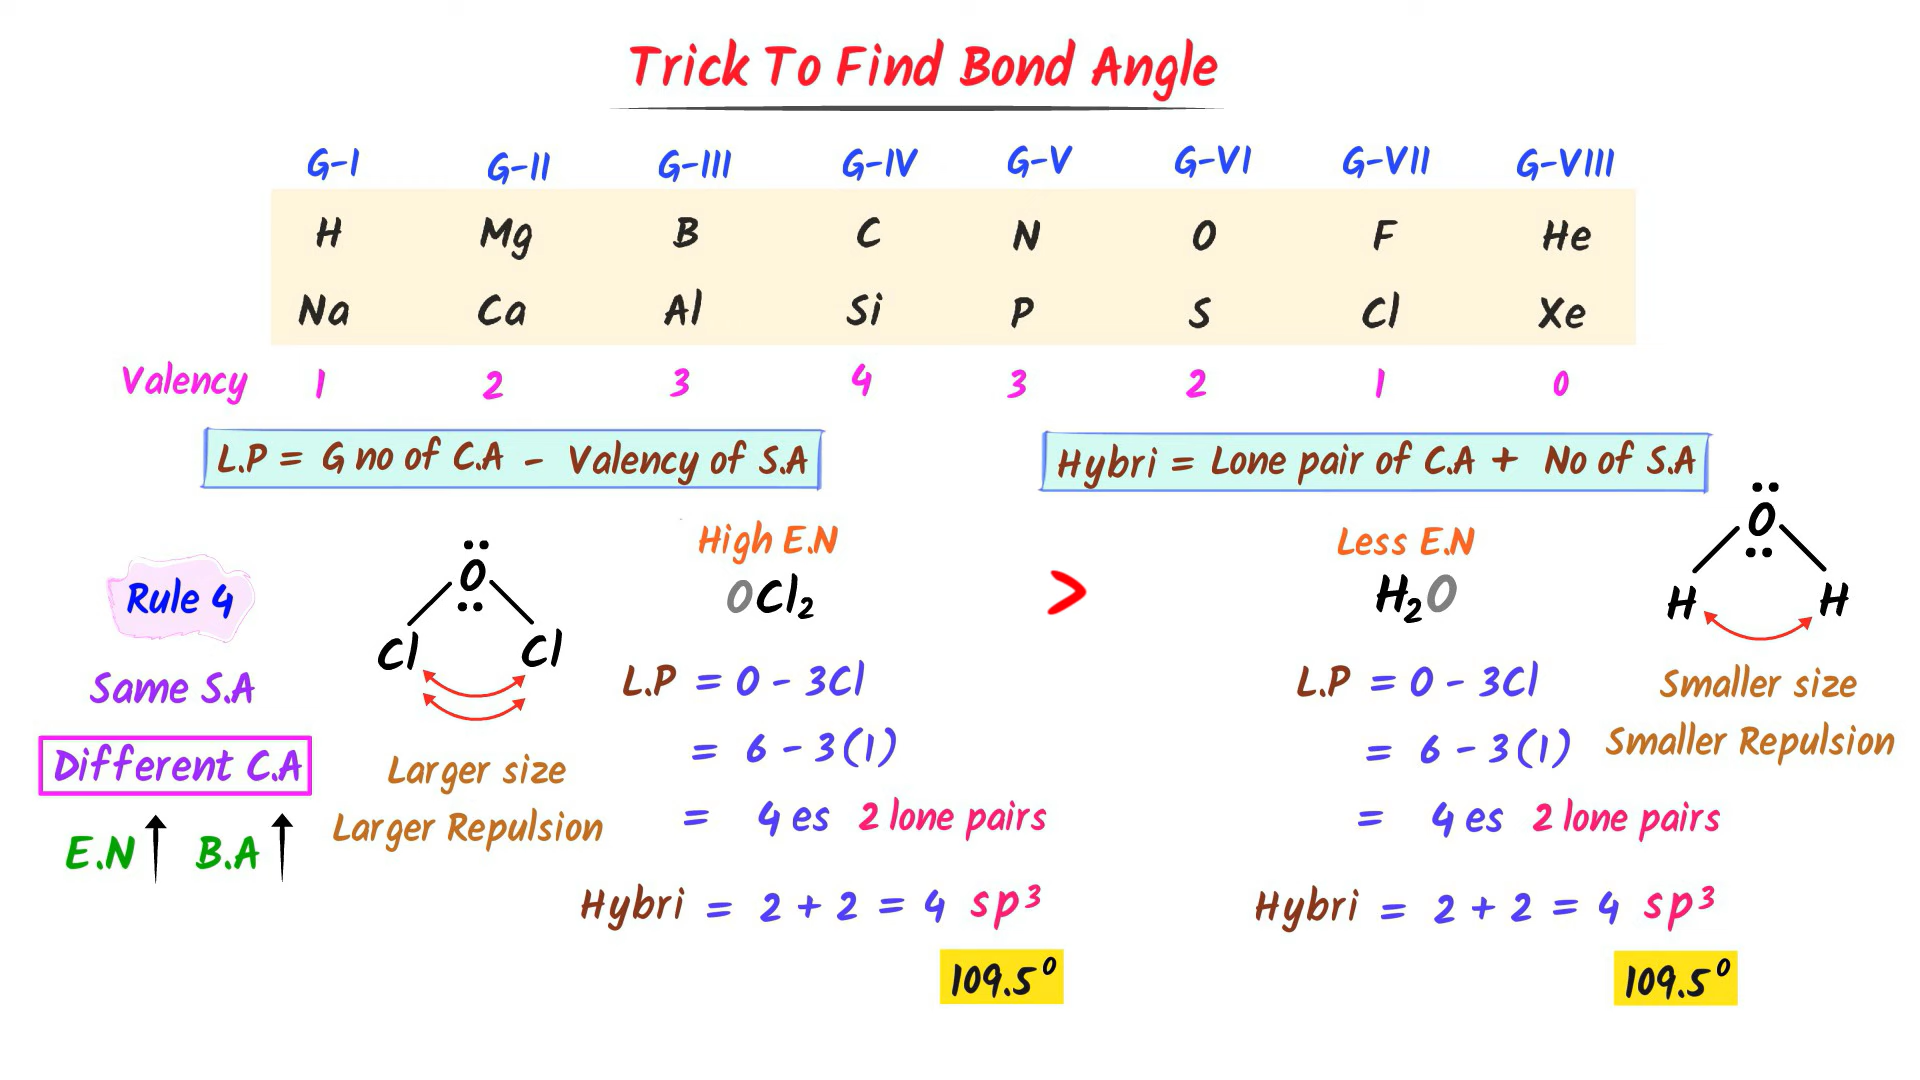 Trick To Find Bond Angle
G-I G-II G-III G-IV G-V G-VI G-VII G-VIII
H Mg B C N O F He
Na Ca Al Si P S Cl Xe
Valency 1 2 3 4 3 2 1 0
L.P = G no of C.A - Valency of S.A
Hybri = Lone pair of C.A + No of S.A
Rule 4
Same S.A
Different C.A
E.N↑ B.A↑
O
Cl Cl
Larger size
Larger Repulsion
High E.N
OCl₂
L.P = O - 3Cl
= 6 - 3(1)
= 4 es 2 lone pairs
Hybri = 2 + 2 = 4 sp³
109.5⁰
>
Less E.N
H₂O
L.P = O - 3Cl
= 6 - 3(1)
= 4 es 2 lone pairs
Hybri = 2 + 2 = 4 sp³
109.5⁰
O
H H
Smaller size
Smaller Repulsion